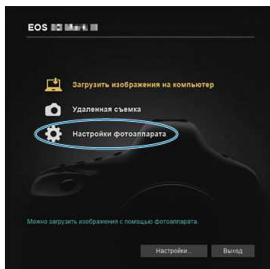 EOS
Загрузить изображения на компьютер
Удаленная съемка
Настройки фотоаппарата
Можно загрузить изображения с помощью фотоаппарата.
Настройки...
Выход